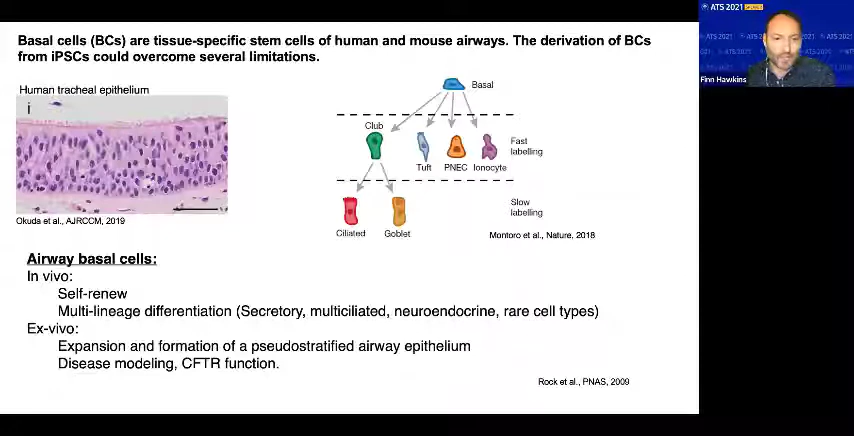 Basal cells (BCs) are tissue-specific stem cells of human and mouse airways. The derivation of BCs
from iPSCs could overcome several limitations.
Human tracheal epithelium
i
Okuda et al., AJRCCM, 2019
Basal
Club
Tuft
PNEC
Ionocyte
Fast
labelling
Slow
labelling
Ciliated
Goblet
Montoro et al., Nature, 2018
Airway basal cells:
In vivo:
Self-renew
Multi-lineage differentiation (Secretory, multiciliated, neuroendocrine, rare cell types)
Ex-vivo:
Expansion and formation of a pseudostratified airway epithelium
Disease modeling, CFTR function.
Rock et al., PNAS, 2009
ATS 2021
Finn Hawkins